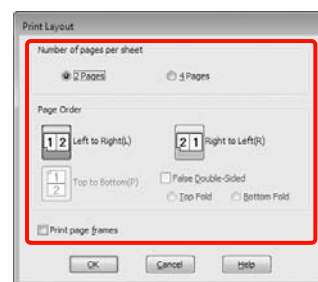 Print Layout
Number of pages per sheet
2 Pages 4 Pages
Page Order
1 2 Left to Right(L) 2 1 Right to Left(R)
1
2
Top to Bottom(P) False Double-Sided
Top Fold Bottom Fold
Print page frames
OK Cancel Help